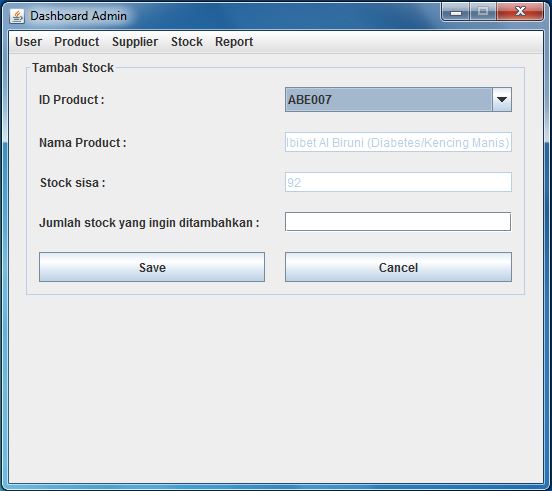 Dashboard Admin
User Product Supplier Stock Report
Tambah Stock
ID Product : ABE007
Nama Product : Ibibet Al Biruni (Diabetes/Kencing Manis)
Stock sisa : 92
Jumlah stock yang ingin ditambahkan :
Save Cancel